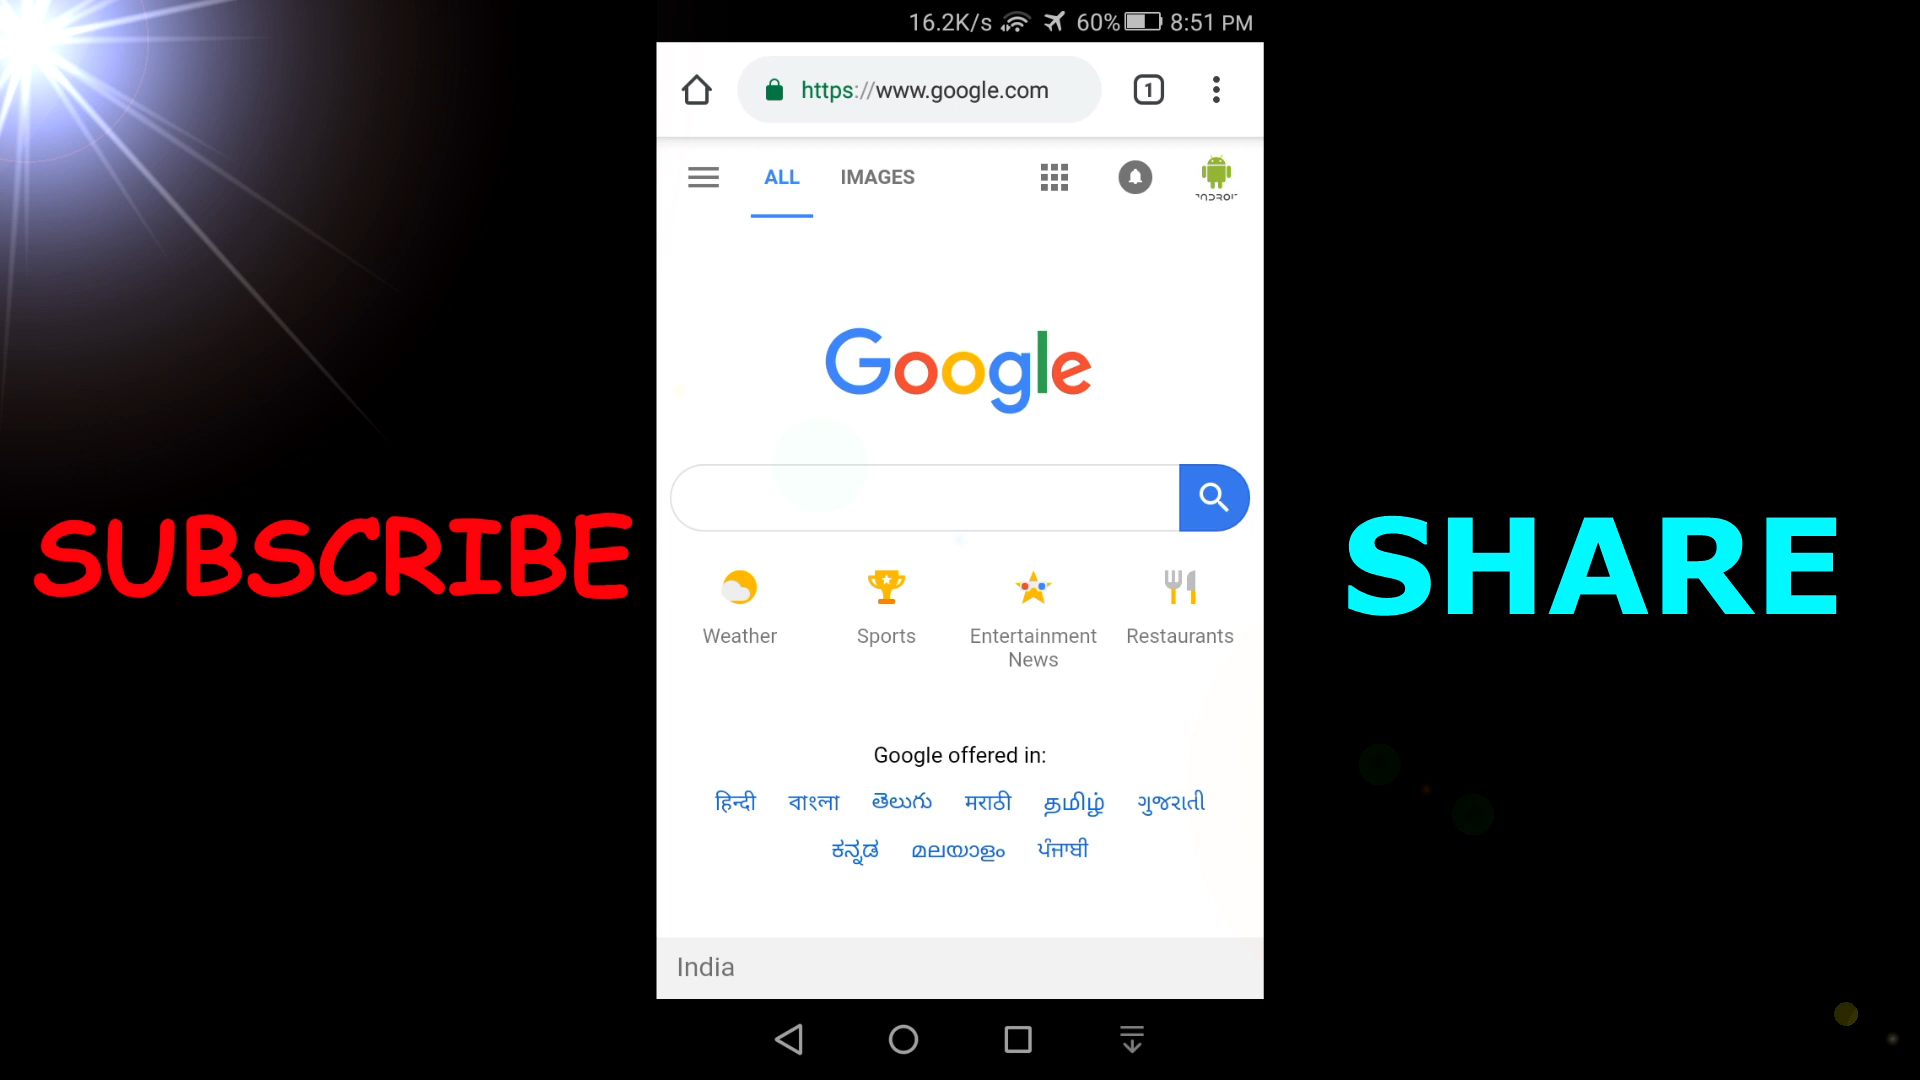 16.2K/s 60% 8:51 PM
https://www.google.com 1
ALL IMAGES
ANDROID
Google
SUBSCRIBE
SHARE
Weather Sports Entertainment News Restaurants
Google offered in:
हिन्दी বাংলা తెలుగు मराठी தமிழ் ગુજરાતી
ಕನ್ನಡ മലയാളം ਪੰਜਾਬੀ
India